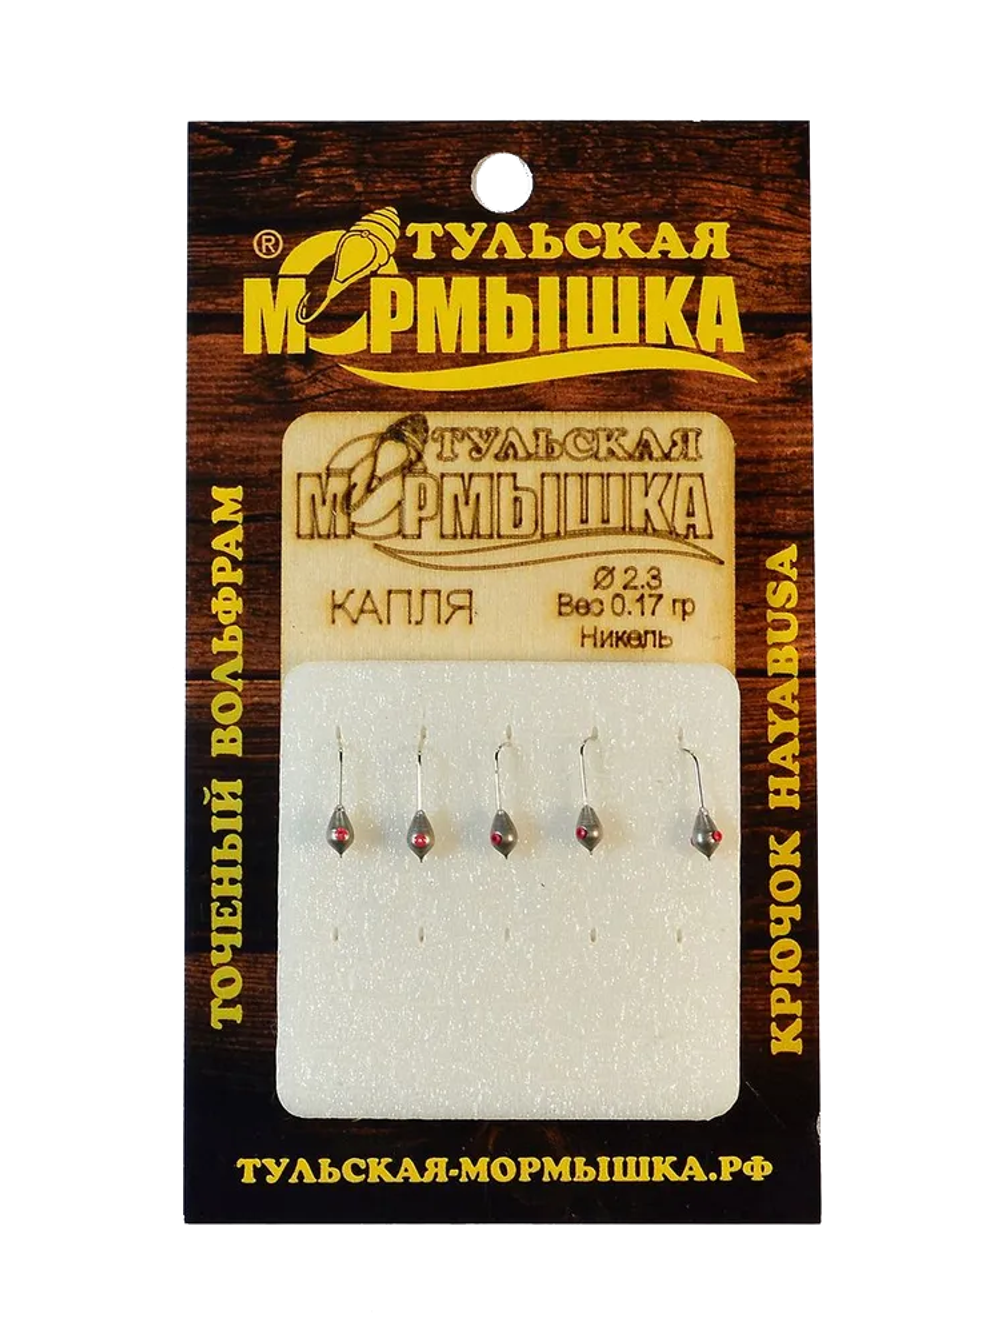 ®
ТУЛЬСКАЯ
МОРМЫШКА
ТУЛЬСКАЯ
МОРМЫШКА
КАПЛЯ
Ø 2.3
Вес 0.17 гр
Никель
ТОЧЕНЫЙ ВОЛЬФРАМ
КРЮЧОК HAYABUSA
ТУЛЬСКАЯ-МОРМЫШКА.РФ